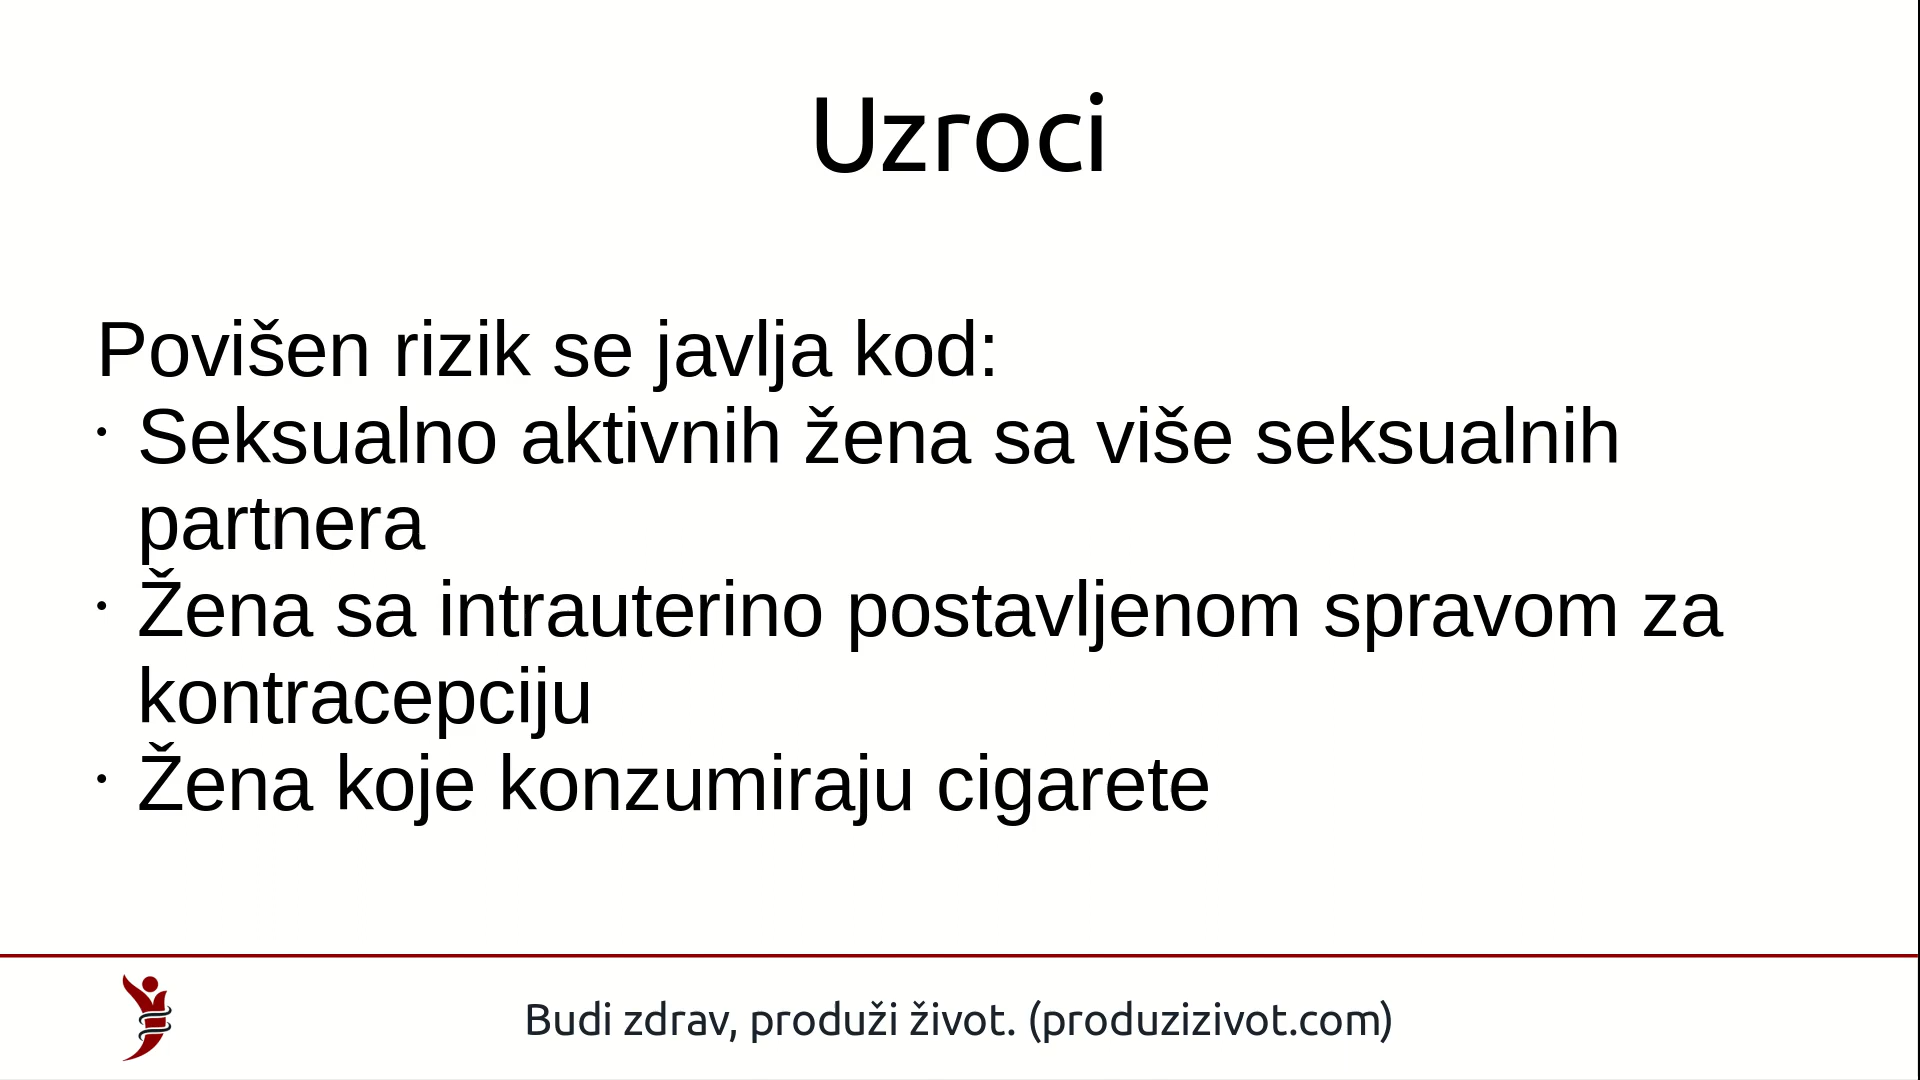 Uzroci
Povišen rizik se javlja kod:
· Seksualno aktivnih žena sa više seksualnih
partnera
· Žena sa intrauterino postavljenom spravom za
kontracepciju
· Žena koje konzumiraju cigarete
Budi zdrav, produži život. (produzizivot.com)